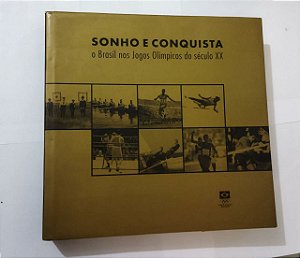 SONHO E CONQUISTA
o Brasil nos Jogos Olímpicos do século XX